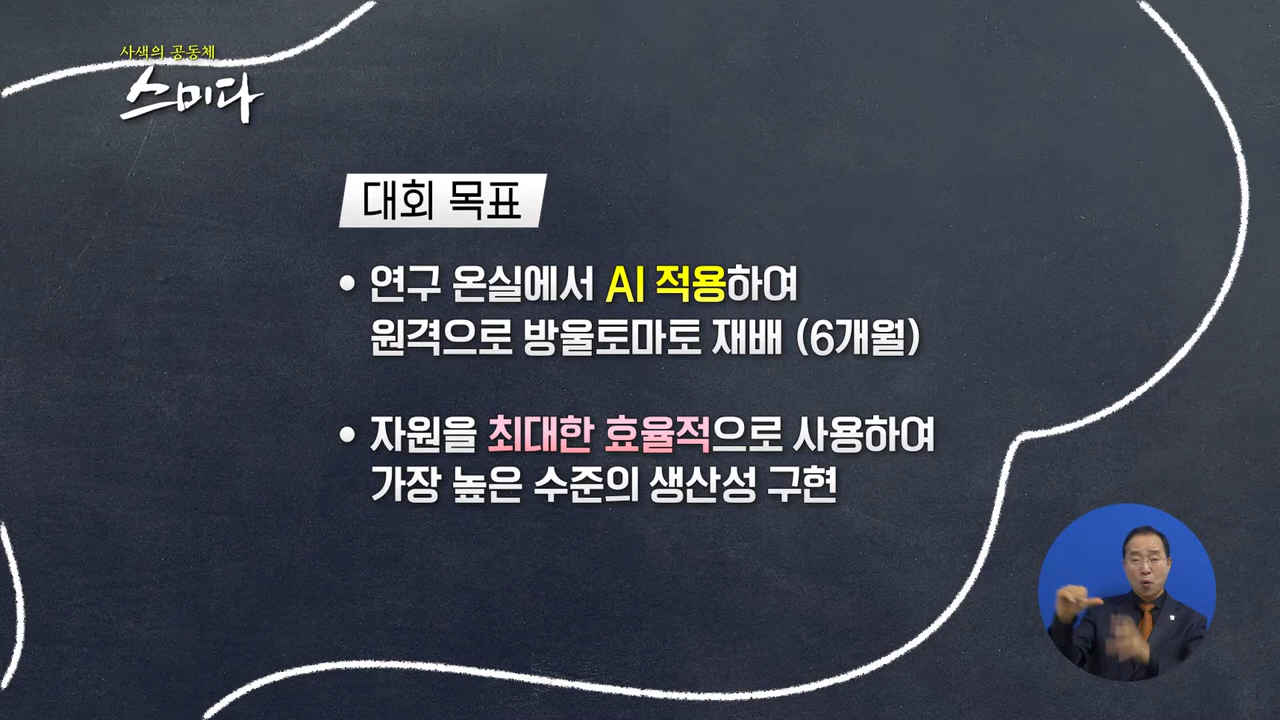 사색의 공동체
스미다
대회 목표
• 연구 온실에서 AI 적용하여
원격으로 방울토마토 재배 (6개월)
• 자원을 최대한 효율적으로 사용하여
가장 높은 수준의 생산성 구현